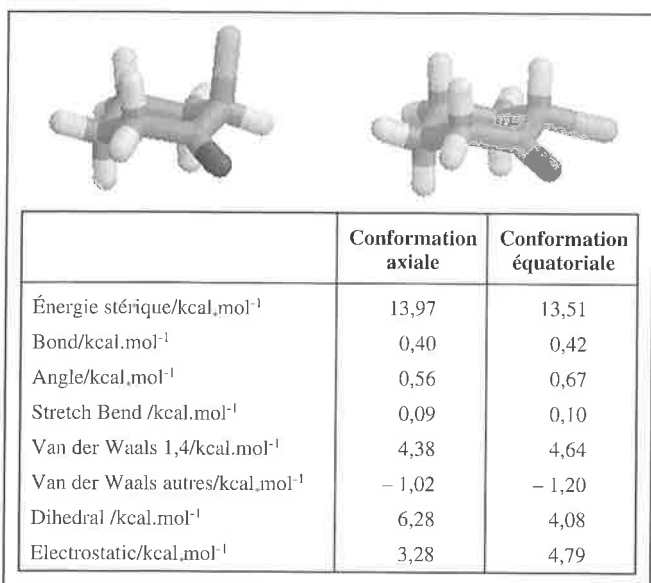 Conformation axiale Conformation équatoriale
Énergie stérique/kcal.mol⁻¹ 13,97 13,51
Bond/kcal.mol⁻¹ 0,40 0,42
Angle/kcal.mol⁻¹ 0,56 0,67
Stretch Bend /kcal.mol⁻¹ 0,09 0,10
Van der Waals 1,4/kcal.mol⁻¹ 4,38 4,64
Van der Waals autres/kcal.mol⁻¹ – 1,02 – 1,20
Dihedral /kcal.mol⁻¹ 6,28 4,08
Electrostatic/kcal.mol⁻¹ 3,28 4,79